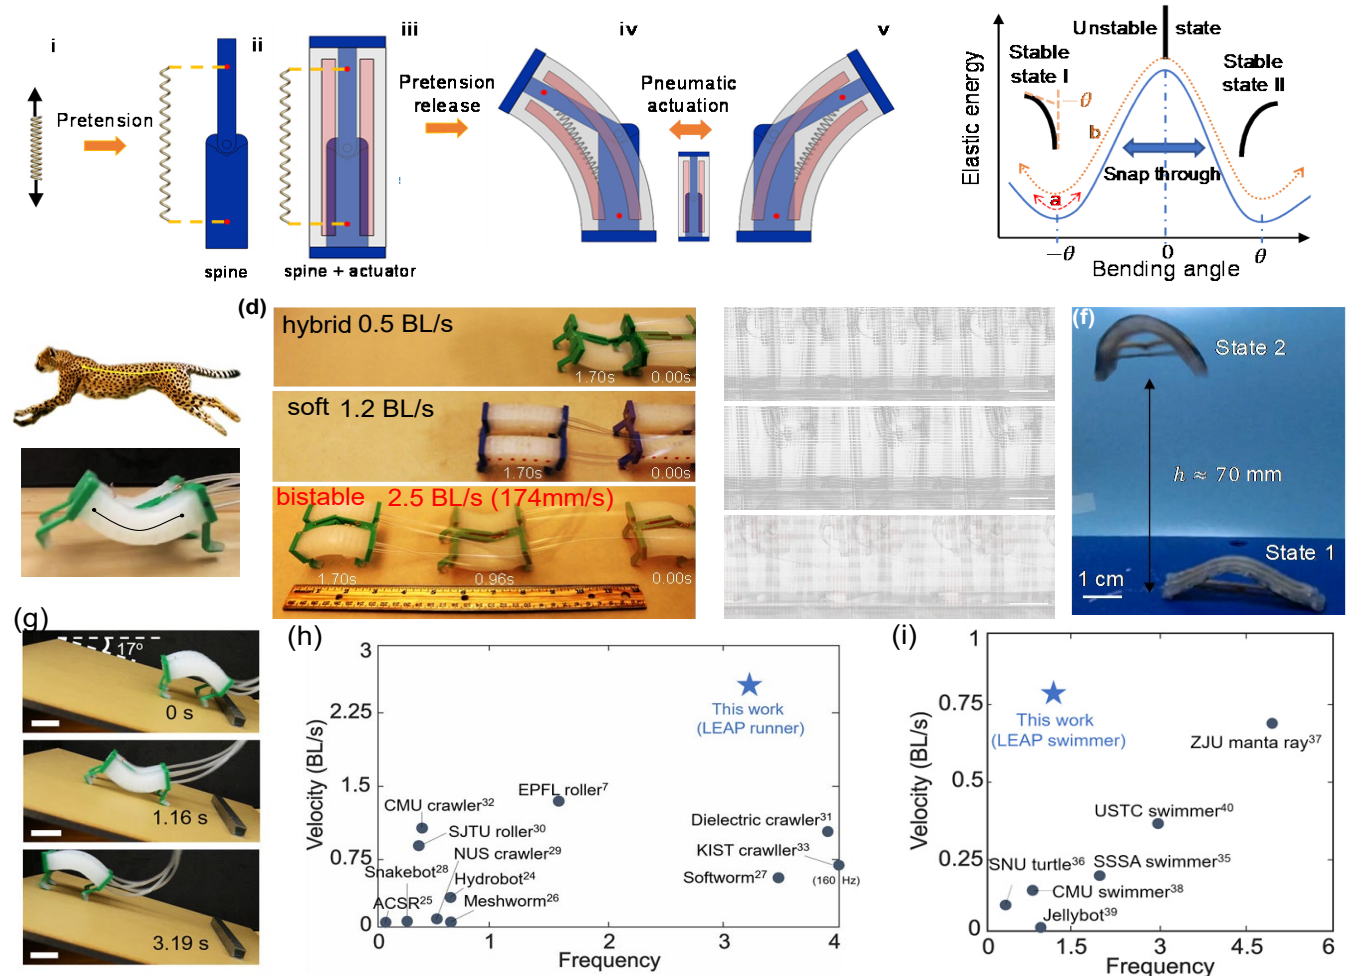 i
ii
iii
iv
v
Pretension
Pretension
release
Pneumatic
actuation
spine
spine + actuator
Elastic energy
Unstable state
Stable
state I
Stable
state II
−θ
b
a
Snap through
−θ
0
θ
Bending angle
(d)
hybrid 0.5 BL/s
1.70s
0.00s
soft 1.2 BL/s
1.70s
0.00s
bistable 2.5 BL/s (174mm/s)
1.70s
0.96s
0.00s
(f)
State 2
h ≈ 70 mm
State 1
1 cm
(g)
17°
0 s
1.16 s
3.19 s
(h)
3
2.25
1.5
0.75
0
Velocity (BL/s)
This work
(LEAP runner)
EPFL roller⁷
CMU crawler³²
SJTU roller³⁰
NUS crawler²⁹
Snakebot²⁸
Hydrobot²⁴
ACSR²⁵
Meshworm²⁶
Dielectric crawler³¹
KIST crawller³³
(160 Hz)
Softworm²⁷
0
1
2
3
4
Frequency
(i)
1
0.75
0.5
0.25
0
Velocity (BL/s)
This work
(LEAP swimmer)
ZJU manta ray³⁷
USTC swimmer⁴⁰
SNU turtle³⁶
SSSA swimmer³⁵
CMU swimmer³⁸
Jellybot³⁹
0
1.5
3
4.5
6
Frequency